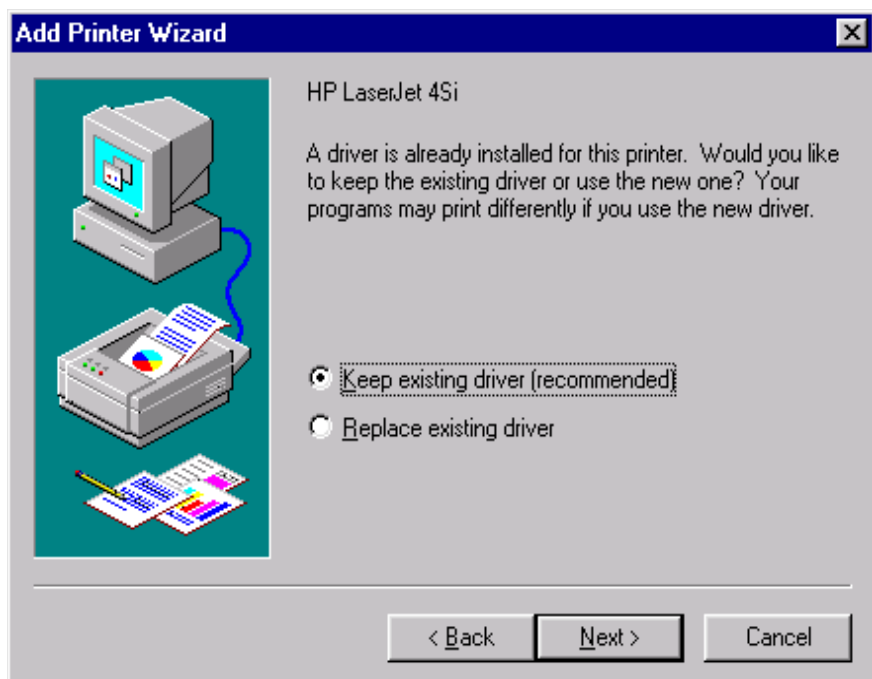 Add Printer Wizard
HP LaserJet 4Si
A driver is already installed for this printer.  Would you like
to keep the existing driver or use the new one?  Your
programs may print differently if you use the new driver.
Keep existing driver (recommended)
Replace existing driver
< Back
Next >
Cancel